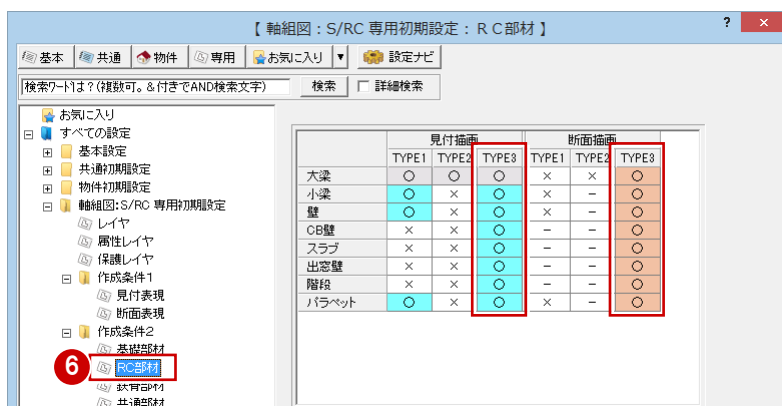 【 軸組図：S/RC 専用初期設定： ＲＣ部材 】 ? ×
基本 共通 物件 専用 お気に入り ▼ 設定ナビ
検索ワードは？(複数可。＆付きでAND検索文字) 検索 詳細検索
お気に入り
すべての設定
基本設定
共通初期設定
物件初期設定
軸組図:S/RC 専用初期設定
レイヤ
属性レイヤ
保護レイヤ
作成条件1
見付表現
断面表現
作成条件2
基礎部材
6 RC部材
鉄骨部材
共通部材
見付描画 断面描画
TYPE1 TYPE2 TYPE3 TYPE1 TYPE2 TYPE3
大梁 ○ ○ ○ × × ○
小梁 ○ × ○ × － ○
壁 ○ × ○ × － ○
CB壁 × × ○ － － ○
スラブ × × ○ － － ○
出窓壁 × × ○ － － ○
階段 × × ○ － － ○
パラペット ○ × ○ × － ○